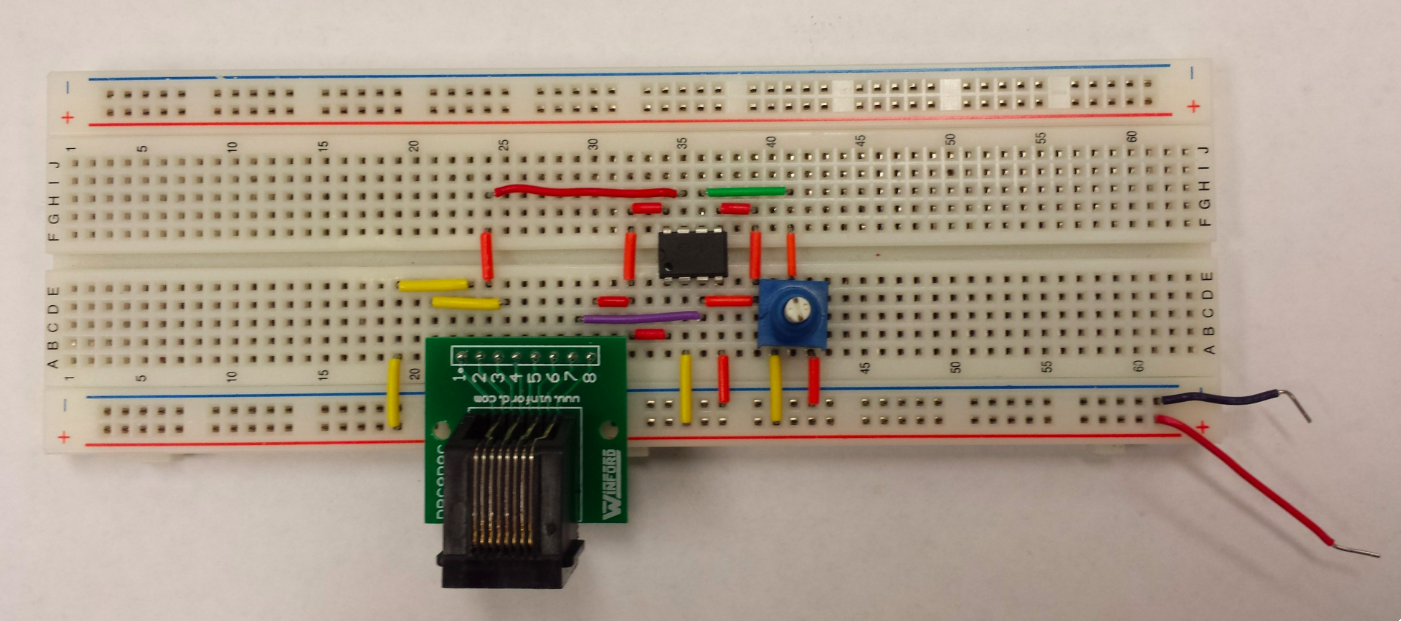 − −
+ +
1 5 10 15 20 25 30 35 40 45 50 55 60
J J
I I
H H
G G
F F
E E
D D
C C
B B
A A
1 5 10 15 20 45 50 55 60
− −
+ +
1 2 3 4 5 6 7 8
www.winford.com
WINFORD